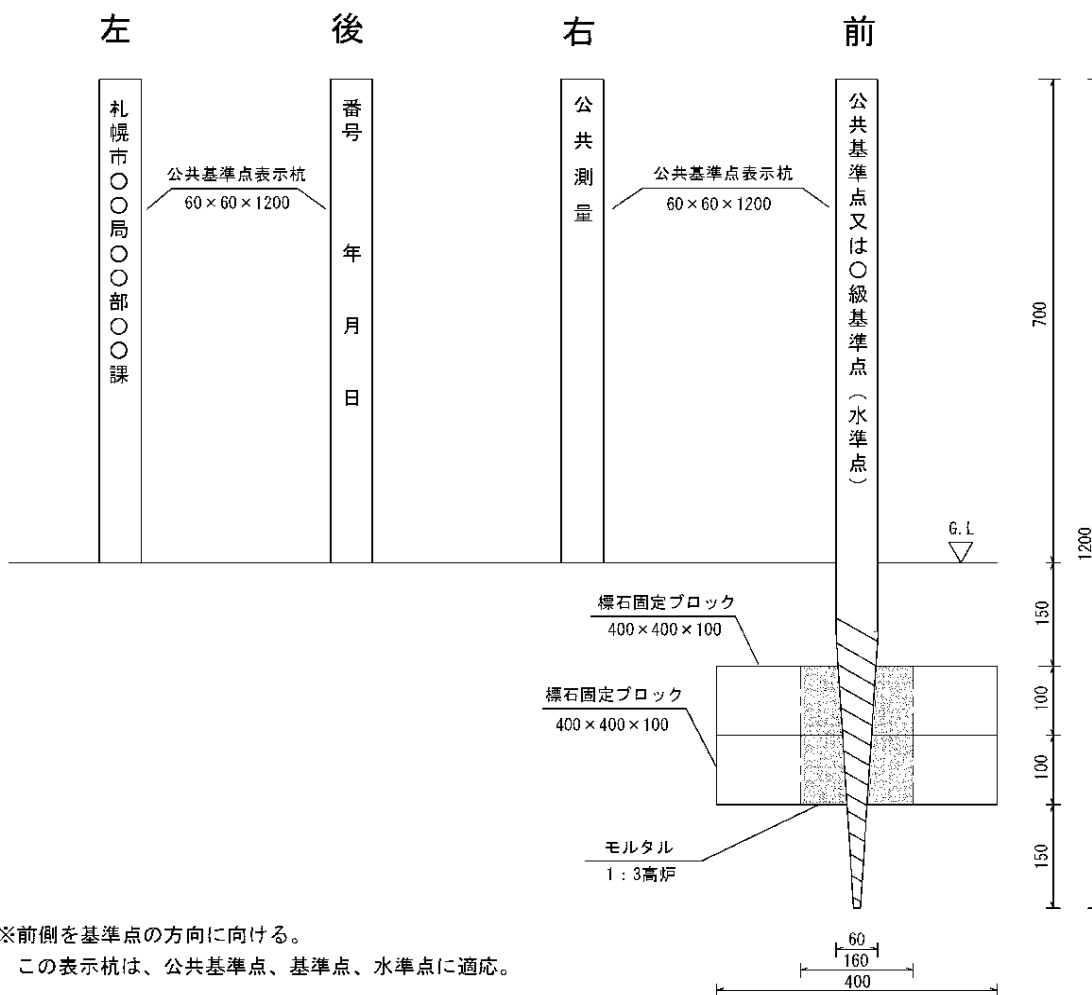 左 後 右 前
札幌市〇〇局〇〇部〇〇課
公共基準点表示杭
60×60×1200
番号 年 月 日
公共測量
公共基準点表示杭
60×60×1200
公共基準点又は〇級基準点(水準点)
700
1200
G.L
150
標石固定ブロック
400×400×100
標石固定ブロック
400×400×100
100
100
モルタル
1:3高炉
150
60
160
400
※前側を基準点の方向に向ける。
この表示杭は、公共基準点、基準点、水準点に適応。